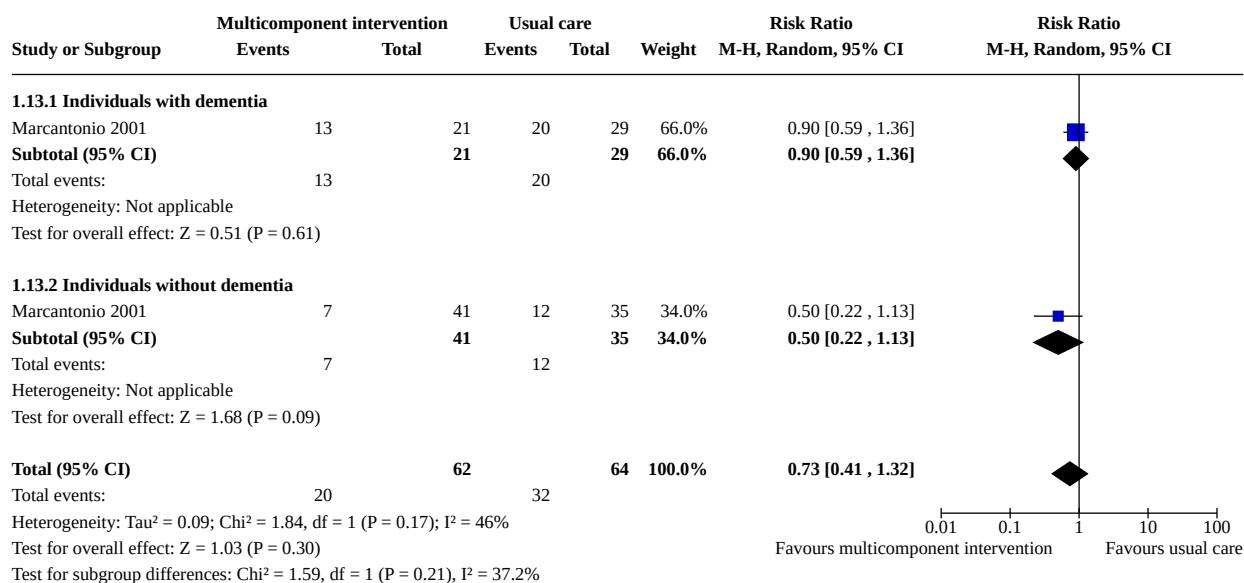 Multicomponent intervention Usual care Risk Ratio Risk Ratio
Study or Subgroup Events Total Events Total Weight M-H, Random, 95% CI M-H, Random, 95% CI
1.13.1 Individuals with dementia
Marcantonio 2001 13 21 20 29 66.0% 0.90 [0.59 , 1.36]
Subtotal (95% CI) 21 29 66.0% 0.90 [0.59 , 1.36]
Total events: 13 20
Heterogeneity: Not applicable
Test for overall effect: Z = 0.51 (P = 0.61)
1.13.2 Individuals without dementia
Marcantonio 2001 7 41 12 35 34.0% 0.50 [0.22 , 1.13]
Subtotal (95% CI) 41 35 34.0% 0.50 [0.22 , 1.13]
Total events: 7 12
Heterogeneity: Not applicable
Test for overall effect: Z = 1.68 (P = 0.09)
Total (95% CI) 62 64 100.0% 0.73 [0.41 , 1.32]
Total events: 20 32
Heterogeneity: Tau² = 0.09; Chi² = 1.84, df = 1 (P = 0.17); I² = 46%
0.01 0.1 1 10 100
Test for overall effect: Z = 1.03 (P = 0.30)
Favours multicomponent intervention Favours usual care
Test for subgroup differences: Chi² = 1.59, df = 1 (P = 0.21), I² = 37.2%